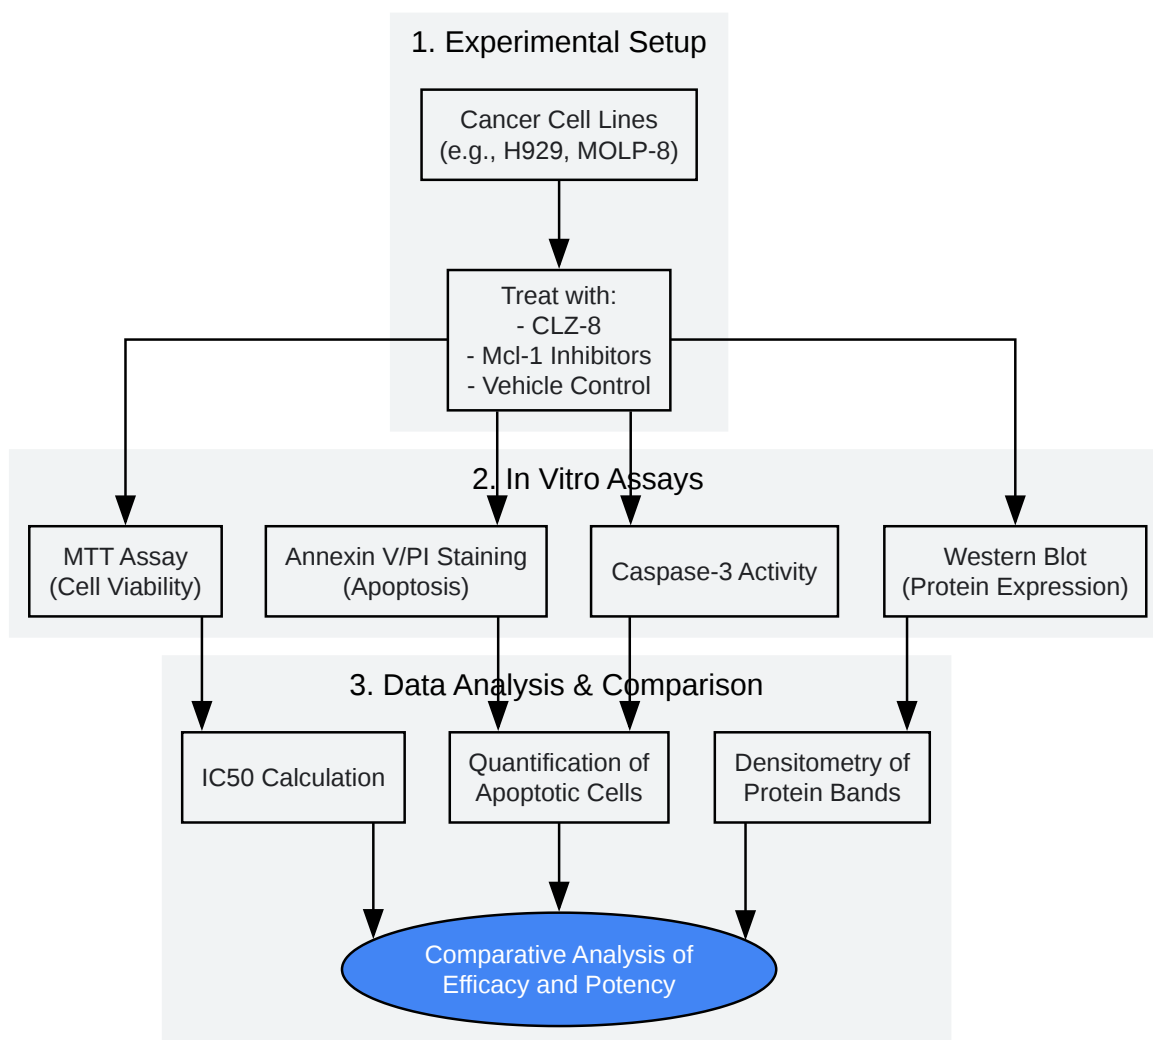 1. Experimental Setup
Cancer Cell Lines
(e.g., H929, MOLP-8)
Treat with:
- CLZ-8
- Mcl-1 Inhibitors
- Vehicle Control
2. In Vitro Assays
MTT Assay
(Cell Viability)
Annexin V/PI Staining
(Apoptosis)
Caspase-3 Activity
Western Blot
(Protein Expression)
3. Data Analysis & Comparison
IC50 Calculation
Quantification of
Apoptotic Cells
Densitometry of
Protein Bands
Comparative Analysis of
Efficacy and Potency